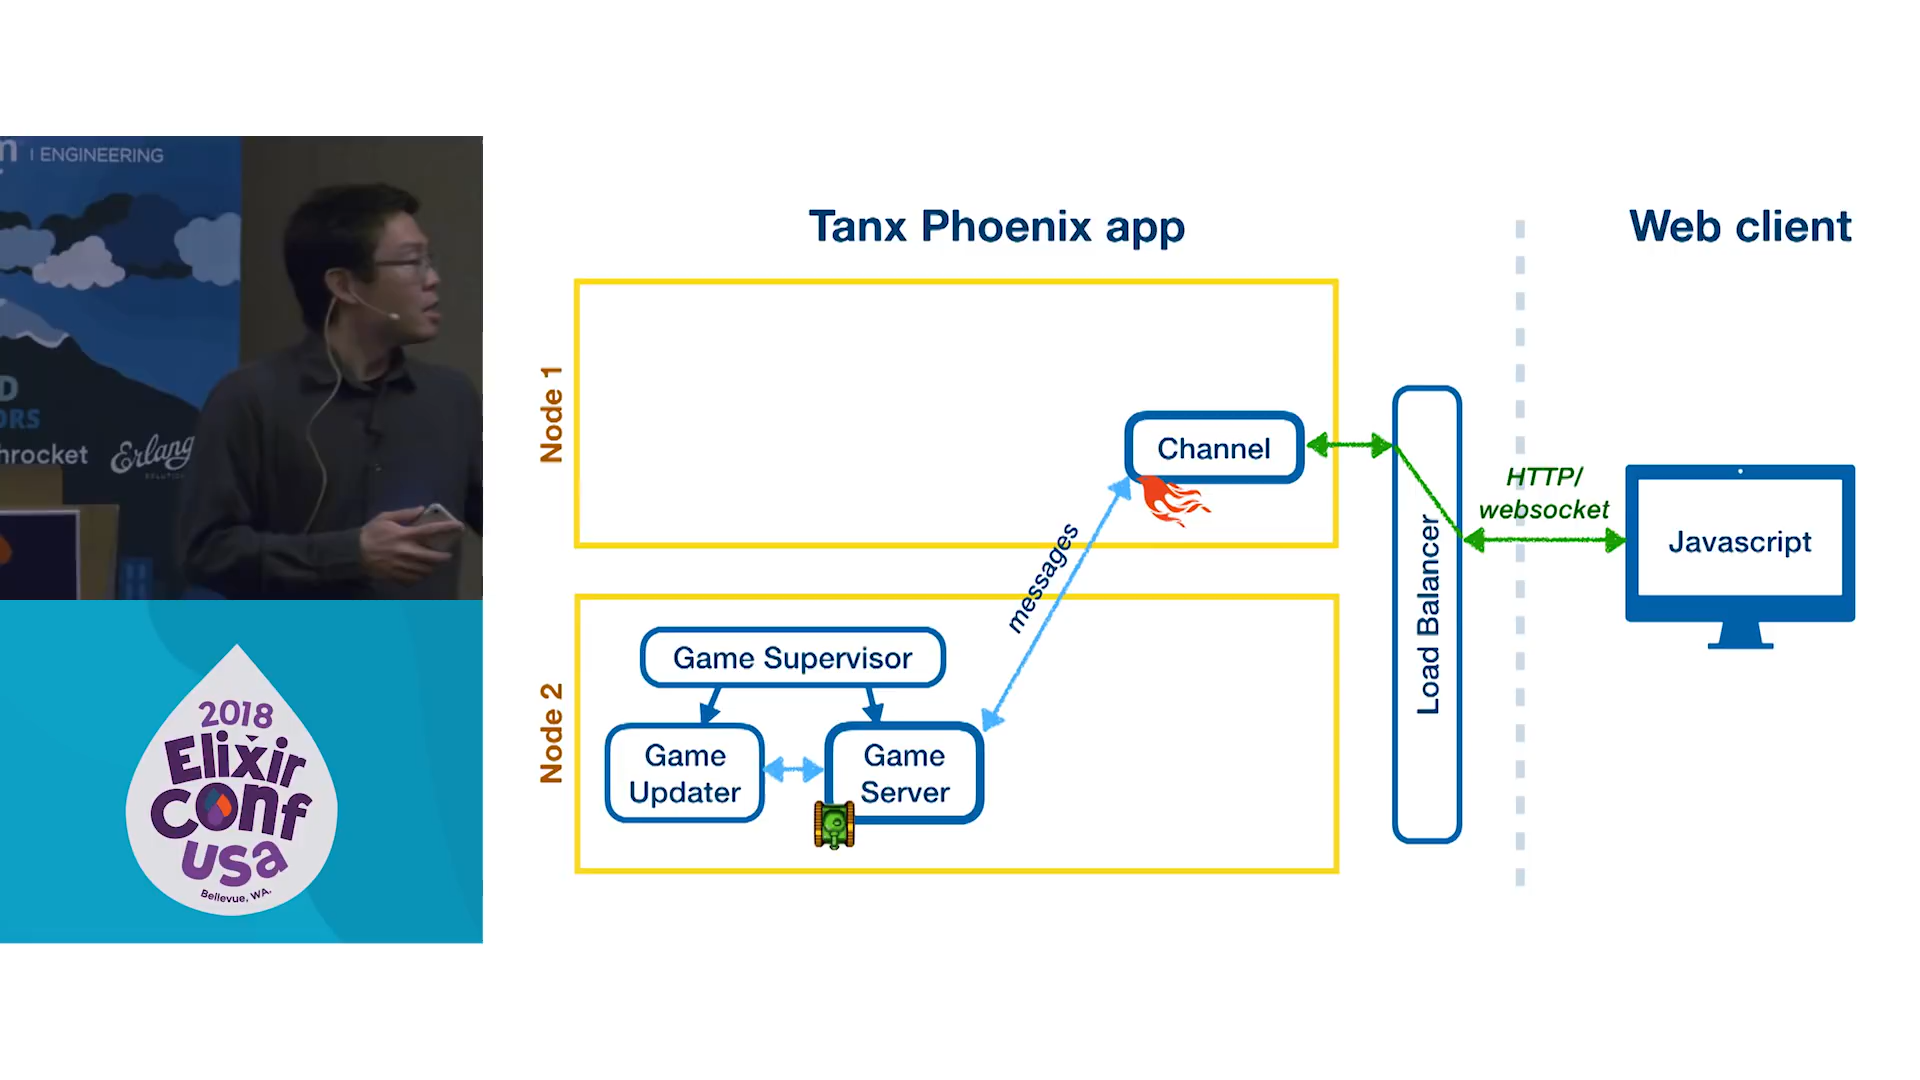 ENGINEERING
ORS
hrocket
Erlang
2018
Elixir
Conf
USA
Bellevue, WA.
Tanx Phoenix app
Web client
Node 1
Channel
messages
Node 2
Game Supervisor
Game
Updater
Game
Server
Load Balancer
HTTP/
websocket
Javascript